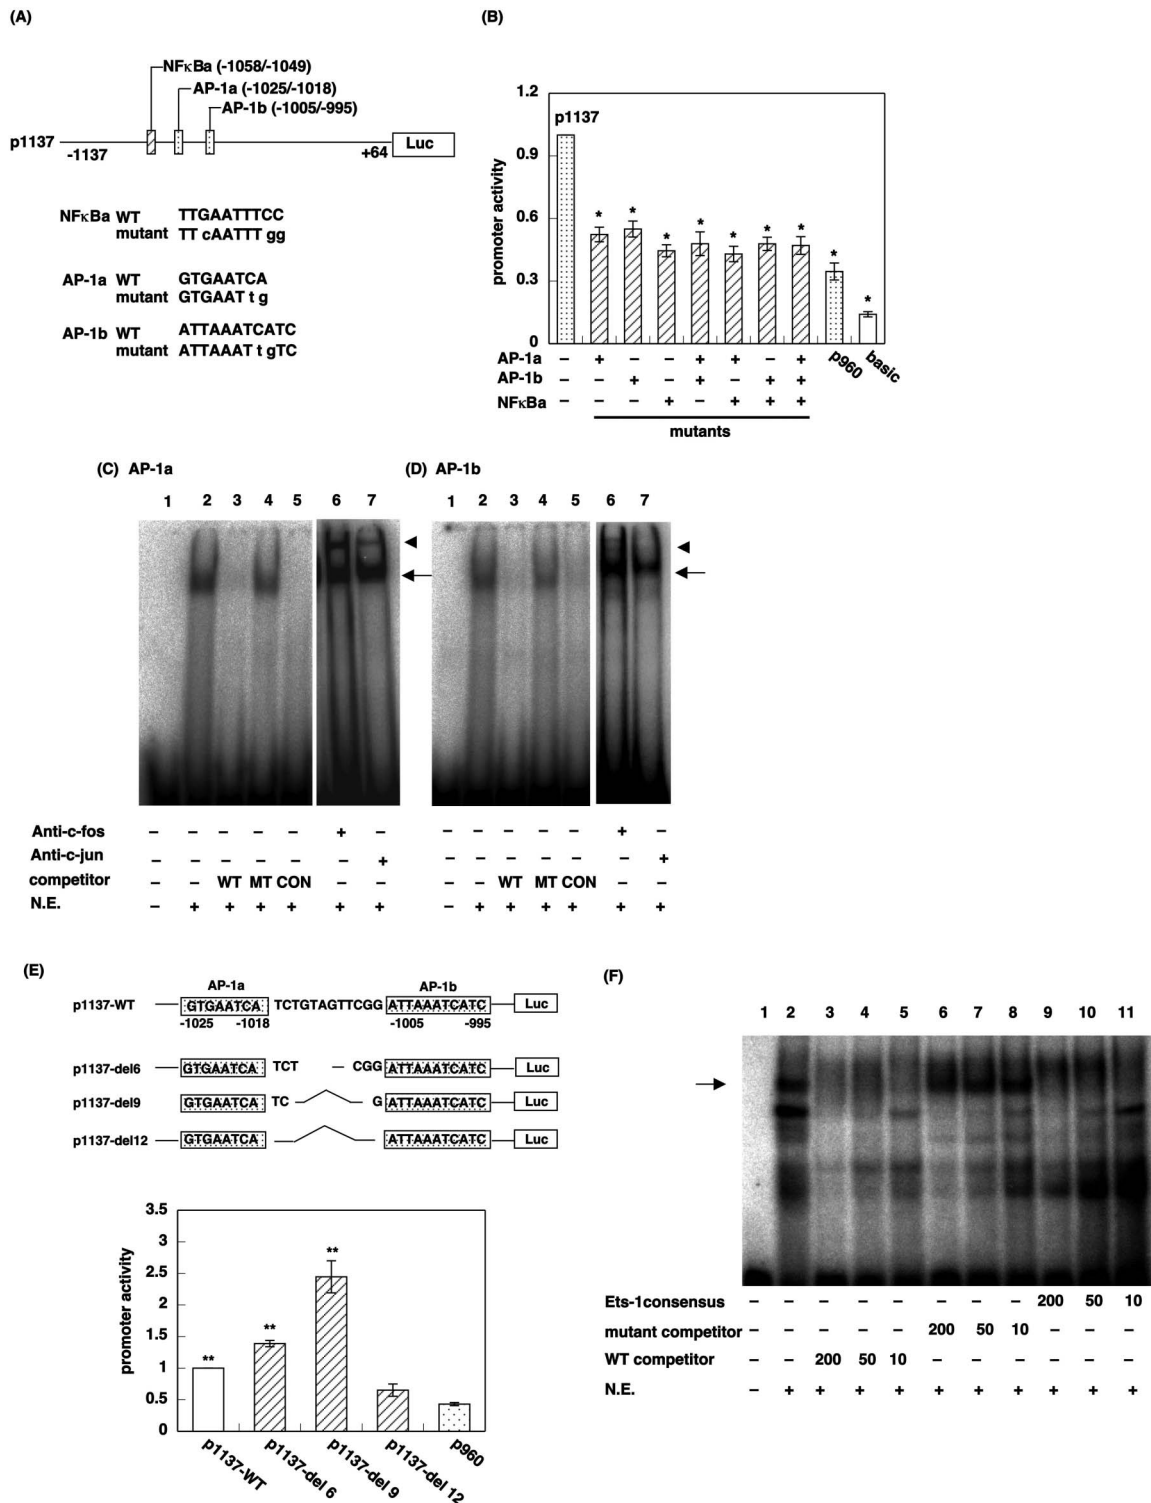 (A)
NFκBa (-1058/-1049)
AP-1a (-1025/-1018)
AP-1b (-1005/-995)
p1137
-1137
+64
Luc
NFκBa WT TTGAATTTCC
mutant TT cAATTT gg
AP-1a WT GTGAATCA
mutant GTGAAT t g
AP-1b WT ATTAAATCATC
mutant ATTAAAT t gTC
(B)
promoter activity
1.2
0.9
0.6
0.3
0
p1137
* * * * * * * * *
AP-1a − + − − + + − +
AP-1b − − + − + − + +
NFκBa − − − + − + + +
p960
basic
mutants
(C) AP-1a
1 2 3 4 5 6 7
(D) AP-1b
1 2 3 4 5 6 7
Anti-c-fos − − − − − + − − − − − − + −
Anti-c-jun − − − − − − + − − − − − − +
competitor − − WT MT CON − − − − WT MT CON − −
N.E. − + + + + + + − + + + + + +
(E)
AP-1a AP-1b
p1137-WT GTGAATCA TCTGTAGTTCGG ATTAAATCATC Luc
-1025 -1018 -1005 -995
p1137-del6 GTGAATCA TCT CGG ATTAAATCATC Luc
p1137-del9 GTGAATCA TC G ATTAAATCATC Luc
p1137-del12 GTGAATCA ATTAAATCATC Luc
promoter activity
3.5
3
2.5
2
1.5
1
0.5
0
** ** **
p1137-WT
p1137-del 6
p1137-del 9
p1137-del 12
p960
(F)
1 2 3 4 5 6 7 8 9 10 11
Ets-1consensus − − − − − − − − 200 50 10
mutant competitor − − − − − 200 50 10 − − −
WT competitor − − 200 50 10 − − − − − −
N.E. − + + + + + + + + + +